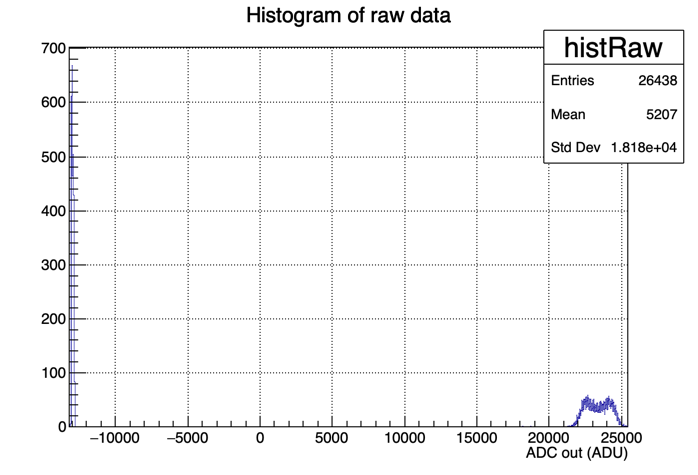 Histogram of raw data
histRaw
Entries 26438
Mean 5207
Std Dev 1.818e+04
700
600
500
400
300
200
100
0
−10000 −5000 0 5000 10000 15000 20000 25000
ADC out (ADU)